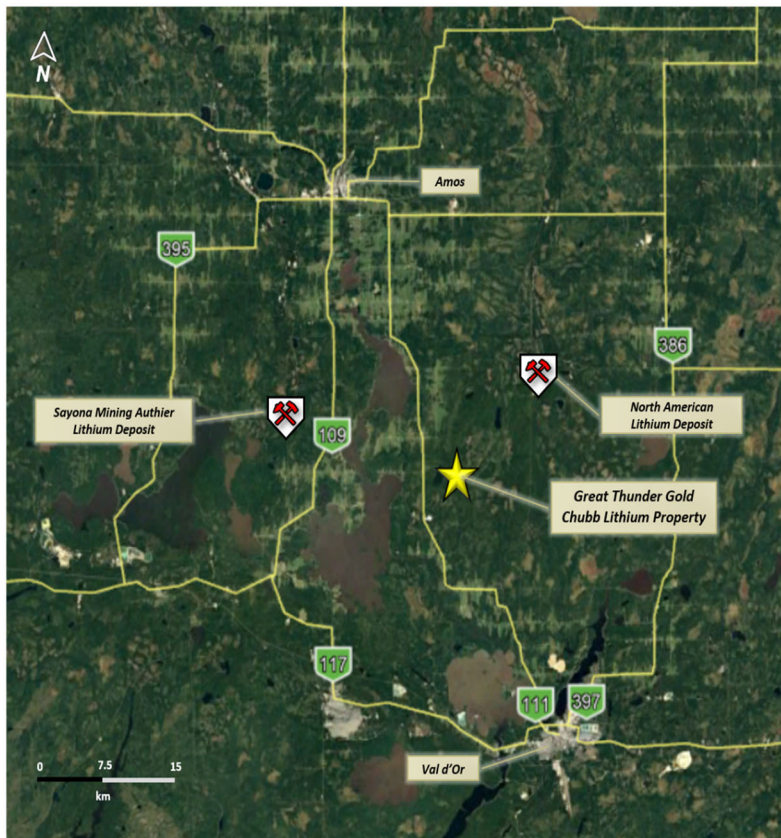 N
Amos
395
386
Sayona Mining Authier
Lithium Deposit
North American
Lithium Deposit
109
Great Thunder Gold
Chubb Lithium Property
117
111
397
Val d'Or
0 7.5 15
km